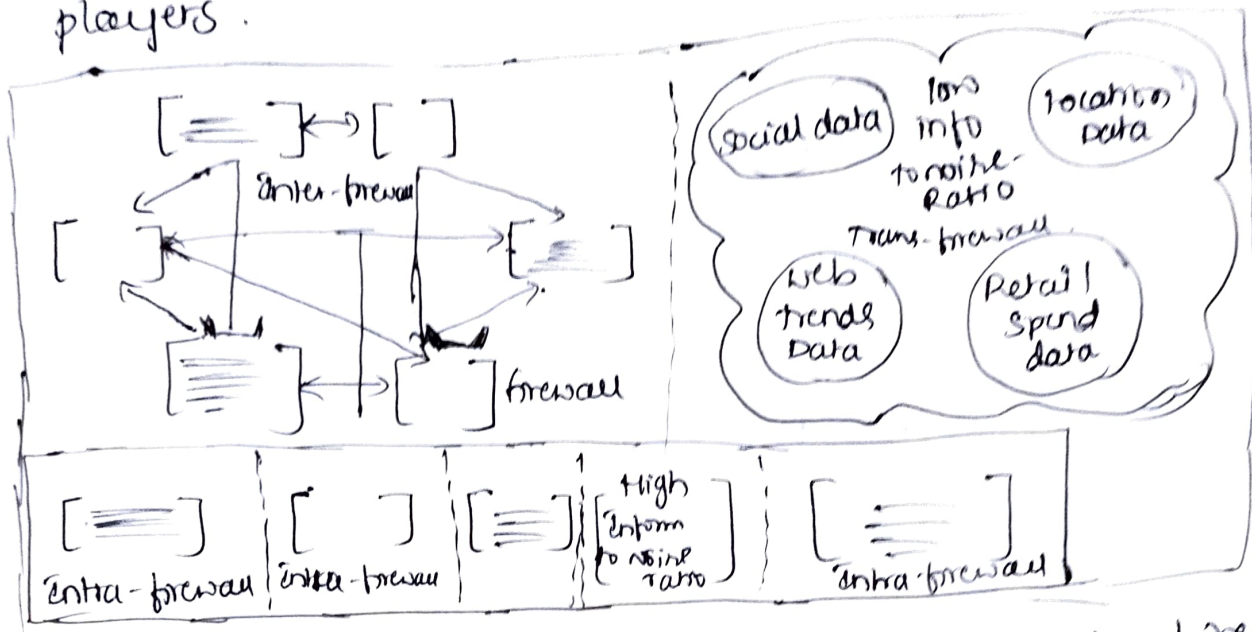 players.
Inter-firewall
firewall
social data
low
info
to noise-
Ratio
location
Data
Trans-firewall
Web
trends
Data
Retail
spend
data
Intra-firewall
Intra-firewall
High
Inform
to noise
ratio
Intra-firewall